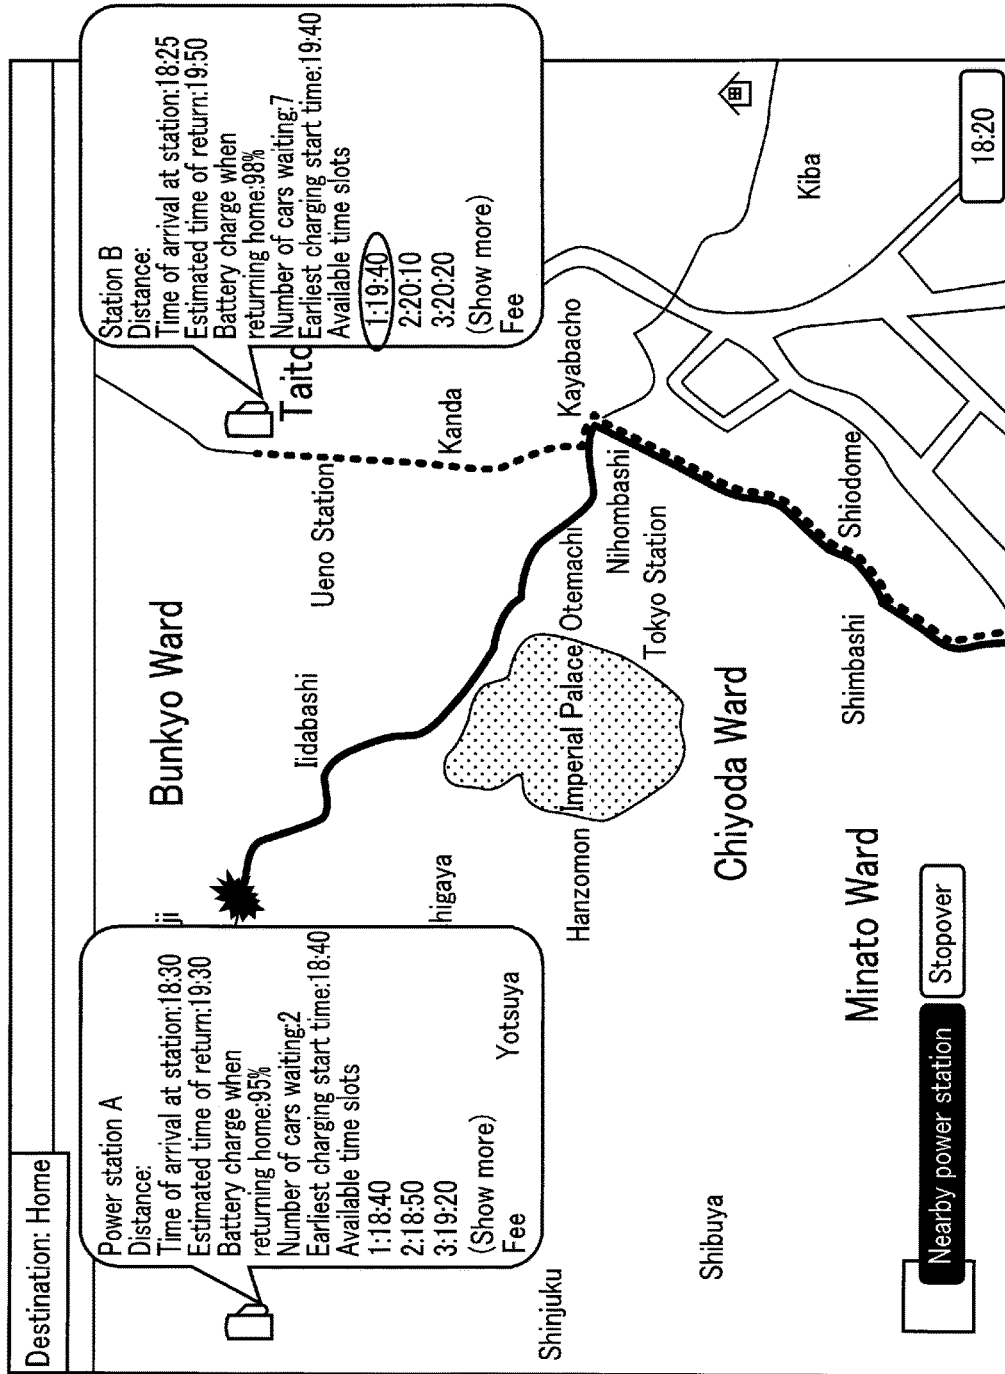 Destination: Home
Power station A
Distance:
Time of arrival at station:18:30
Estimated time of return:19:30
Battery charge when
returning home:95%
Number of cars waiting:2
Earliest charging start time:18:40
Available time slots
1:18:40
2:18:50
3:19:20
(Show more)
Fee
Station B
Distance:
Time of arrival at station:18:25
Estimated time of return:19:50
Battery charge when
returning home:98%
Number of cars waiting:7
Earliest charging start time:19:40
Available time slots
1:19:40
2:20:10
3:20:20
(Show more)
Fee
ji
Bunkyo Ward
Taito
Iidabashi
Ueno Station
higaya
Kanda
Yotsuya
Shinjuku
Hanzomon
Imperial Palace
Otemachi
Kayabacho
Nihombashi
Tokyo Station
Shibuya
Chiyoda Ward
Kiba
Minato Ward
Shimbashi
Shiodome
Nearby power station
Stopover
18:20